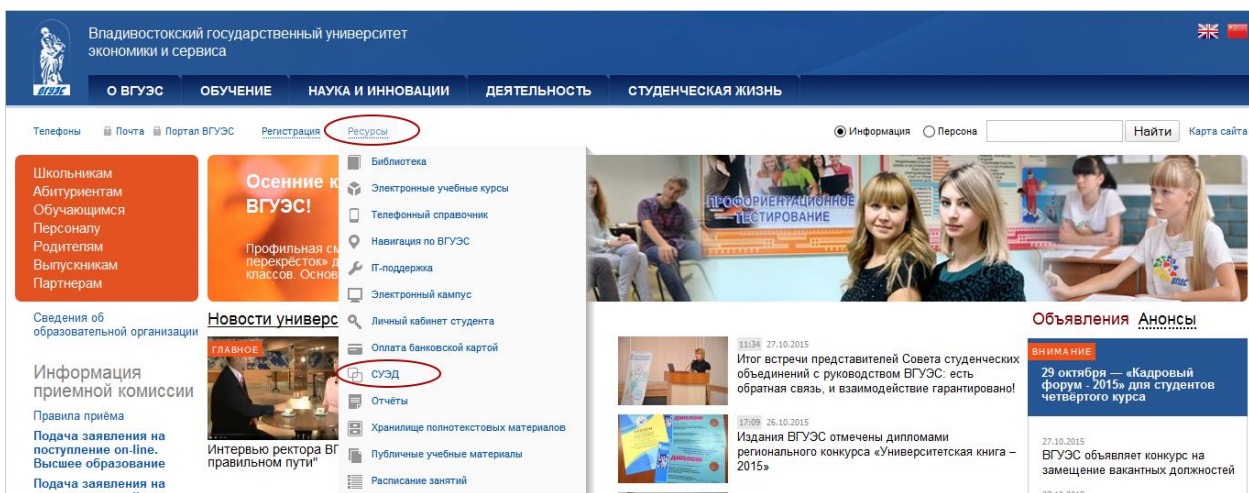 Владивостокский государственный университет
экономики и сервиса
ВГУЭС
О ВГУЭС ОБУЧЕНИЕ НАУКА И ИННОВАЦИИ ДЕЯТЕЛЬНОСТЬ СТУДЕНЧЕСКАЯ ЖИЗНЬ
Телефоны Почта Портал ВГУЭС Регистрация Ресурсы
Информация Персона Найти Карта сайта
Школьникам
Абитуриентам
Обучающимся
Персоналу
Родителям
Выпускникам
Партнерам
Осенние к
ВГУЭС!
Профильная см
перекрёсток» д
классов. Основ
Библиотека
Электронные учебные курсы
Телефонный справочник
Навигация по ВГУЭС
IT-поддержка
Электронный кампус
Личный кабинет студента
Оплата банковской картой
СУЭД
Отчёты
Хранилище полнотекстовых материалов
Публичные учебные материалы
Расписание занятий
ПРОФОРИЕНТАЦИОННОЕ
ТЕСТИРОВАНИЕ
Сведения об
образовательной организации
Информация
приемной комиссии
Правила приёма
Подача заявления на
поступление on-line.
Высшее образование
Подача заявления на
Новости универс
ГЛАВНОЕ
Интервью ректора ВГ
правильном пути"
11:34 27.10.2015
Итог встречи представителей Совета студенческих
объединений с руководством ВГУЭС: есть
обратная связь, и взаимодействие гарантировано!
ДИПЛОМ
17:09 26.10.2015
Издания ВГУЭС отмечены дипломами
регионального конкурса «Университетская книга –
2015»
Объявления Анонсы
ВНИМАНИЕ
29 октября — «Кадровый
форум - 2015» для студентов
четвёртого курса
27.10.2015
ВГУЭС объявляет конкурс на
замещение вакантных должностей